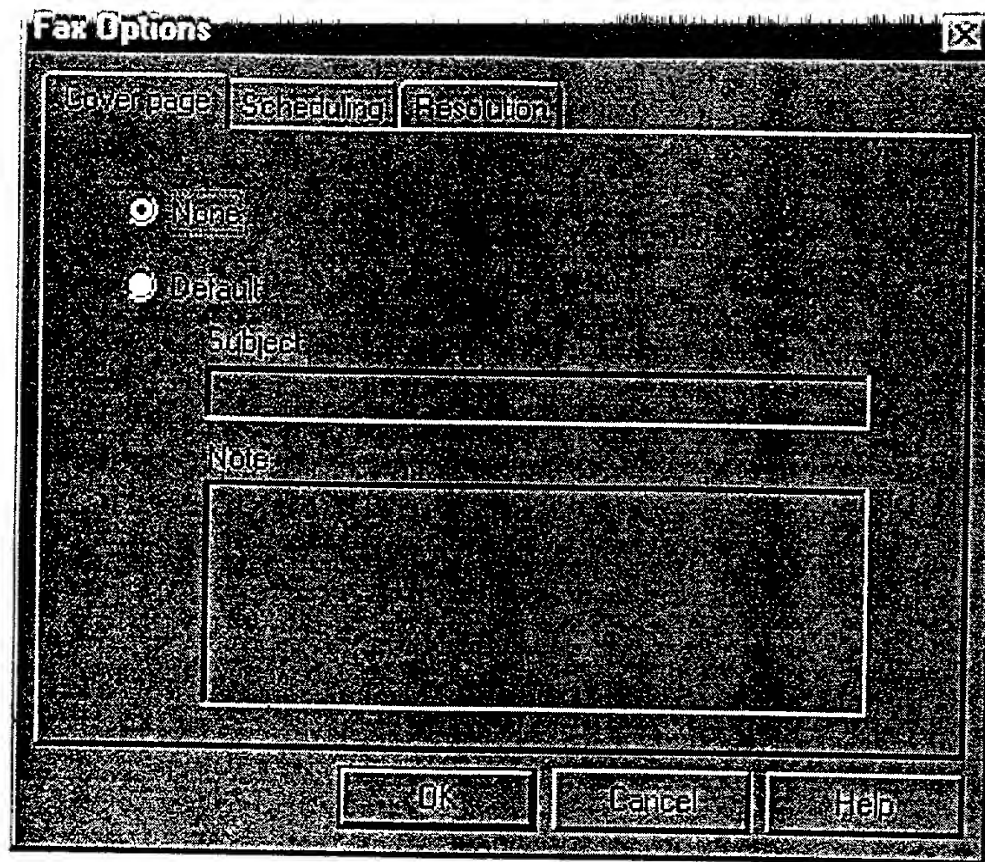 Fax Options
Cover page Scheduling Resolution
None
Default
Subject
Note
OK Cancel Help